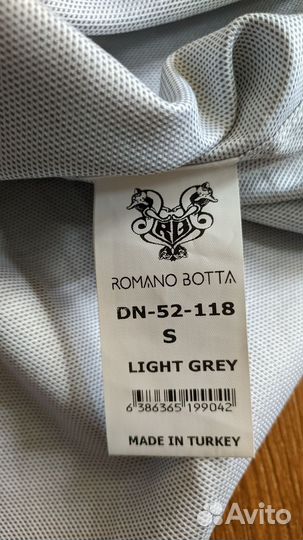 RB
ROMANO BOTTA
DN-52-118
S
LIGHT GREY
6 386365 199042
MADE IN TURKEY
Avito